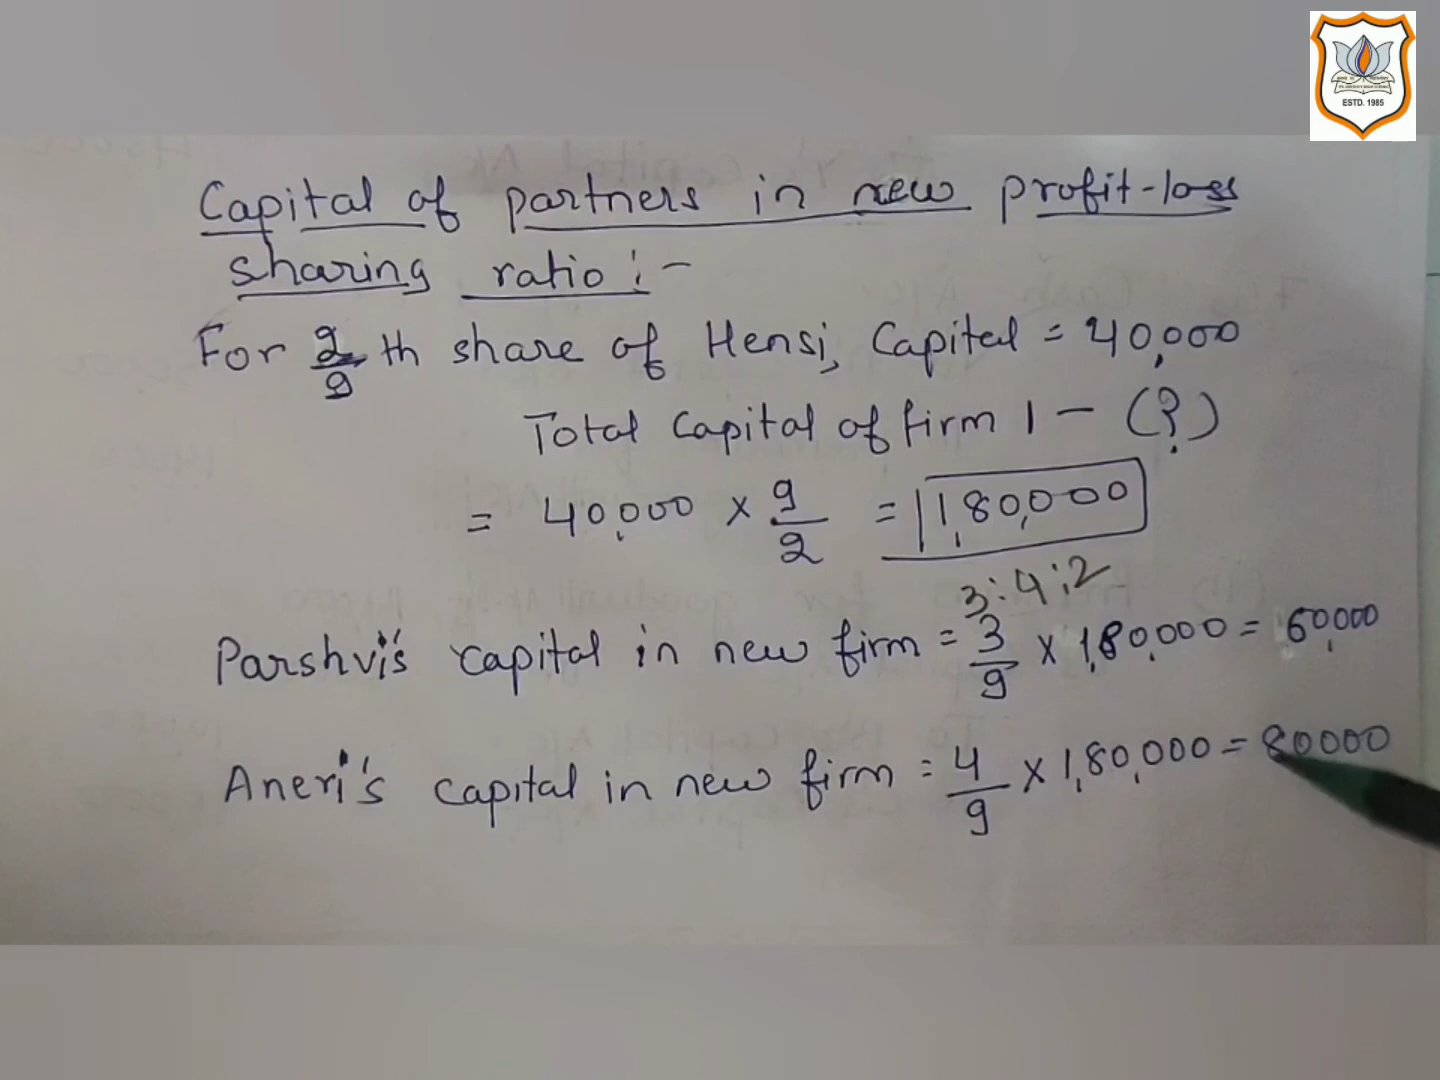 ESTD. 1985
Capital of partners in new profit-loss
sharing ratio :-
For 2/9 th share of Hensi, Capital = 40,000
Total Capital of firm 1 - (?)
= 40,000 × 9/2 = 1,80,000
3:4:2
Parshvi's capital in new firm = 3/9 × 1,80,000 = 60,000
Aneri's capital in new firm = 4/9 × 1,80,000 = 80000